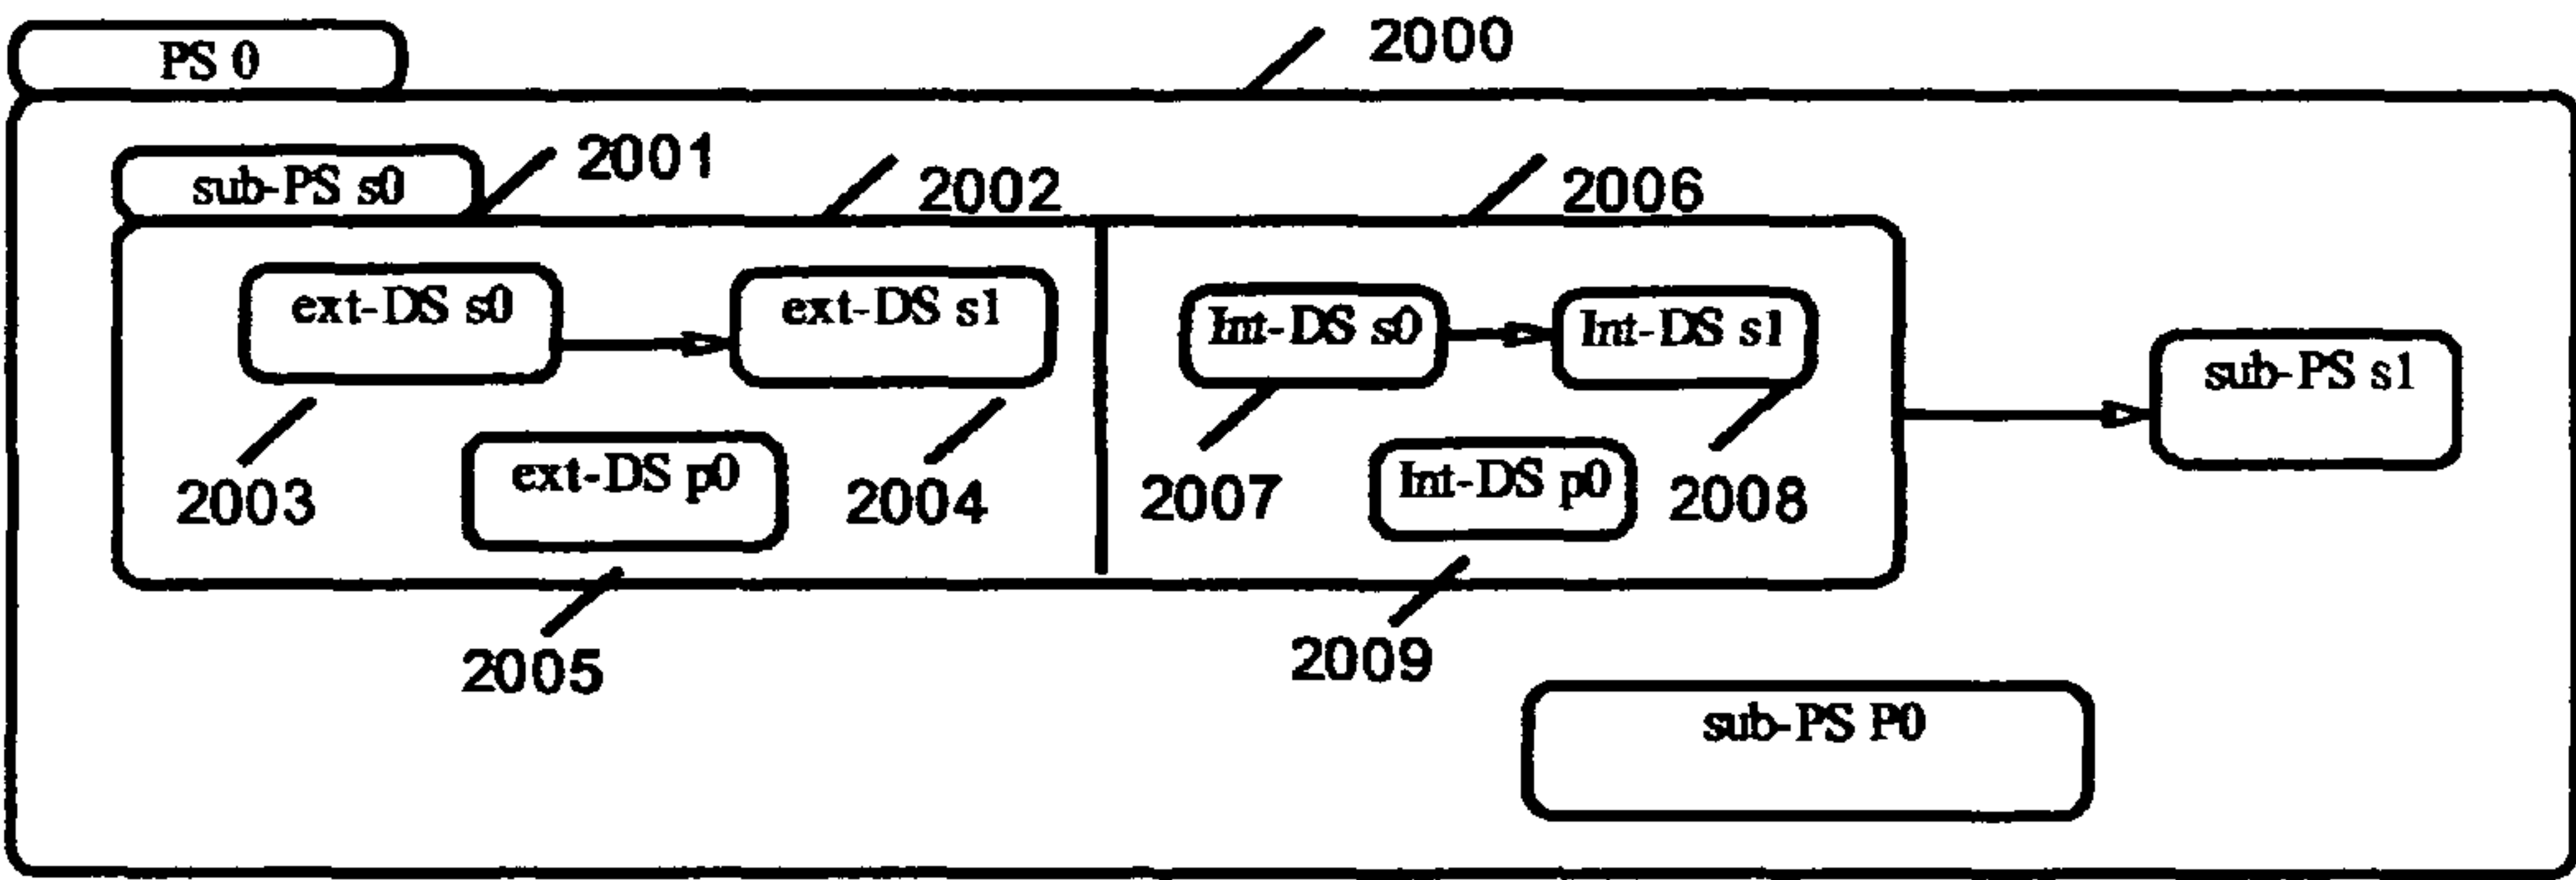 PS 0
2000
sub-PS s0
2001
2002
2006
ext-DS s0
ext-DS s1
Int-DS s0
Int-DS s1
sub-PS s1
2003
ext-DS p0
2004
2007
Int-DS p0
2008
2005
2009
sub-PS P0